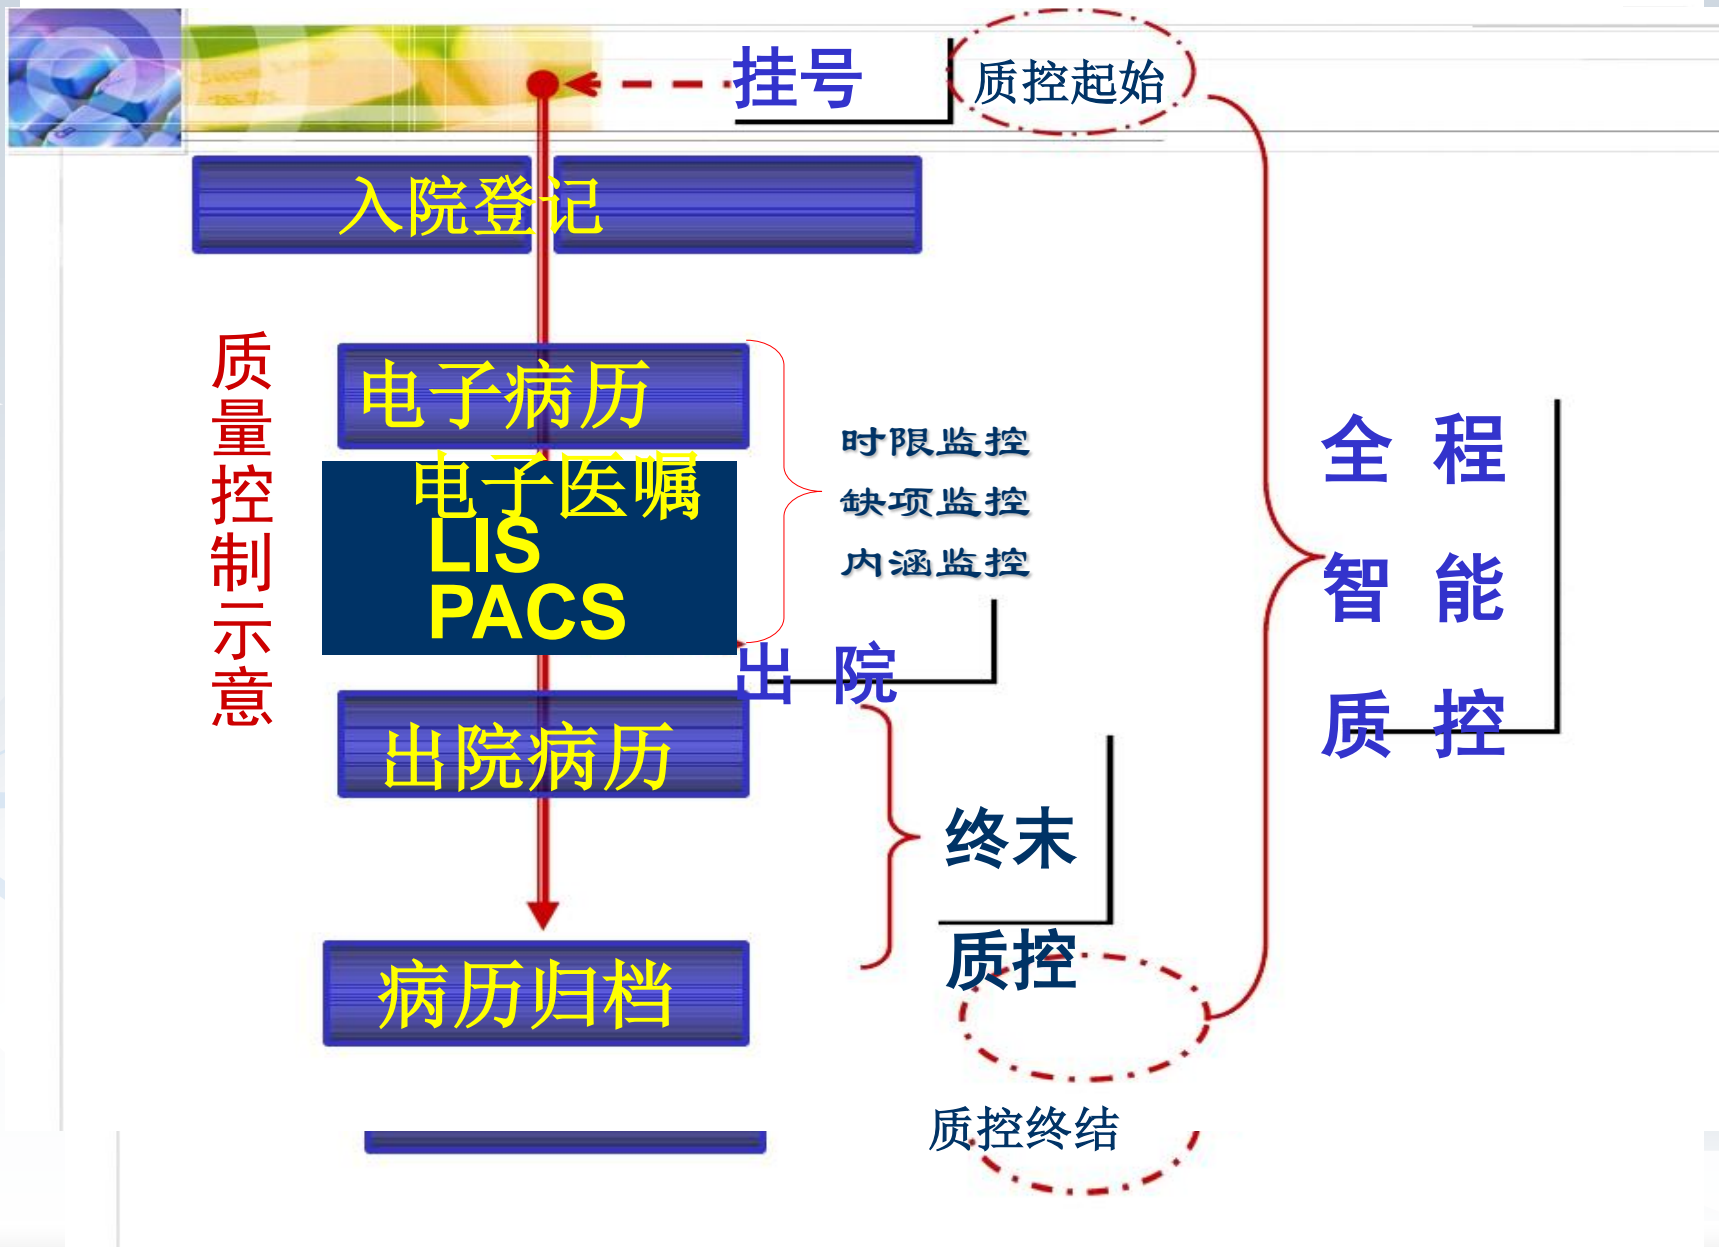 挂号
质控起始
入院登记
质量控制示意
电子病历
电子医嘱
LIS
PACS
时限监控
缺项监控
内涵监控
出 院
出院病历
终末
质控
病历归档
质控终结
全 程
智 能
质 控